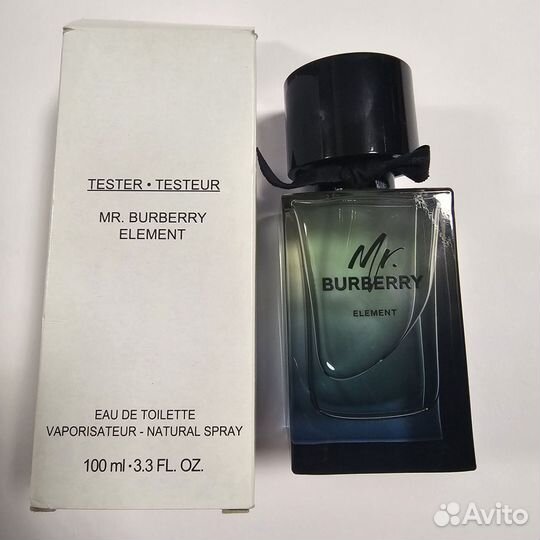 TESTER • TESTEUR
MR. BURBERRY
ELEMENT
EAU DE TOILETTE
VAPORISATEUR - NATURAL SPRAY
100 ml • 3.3 FL. OZ.
Mr.
BURBERRY
ELEMENT
Avito